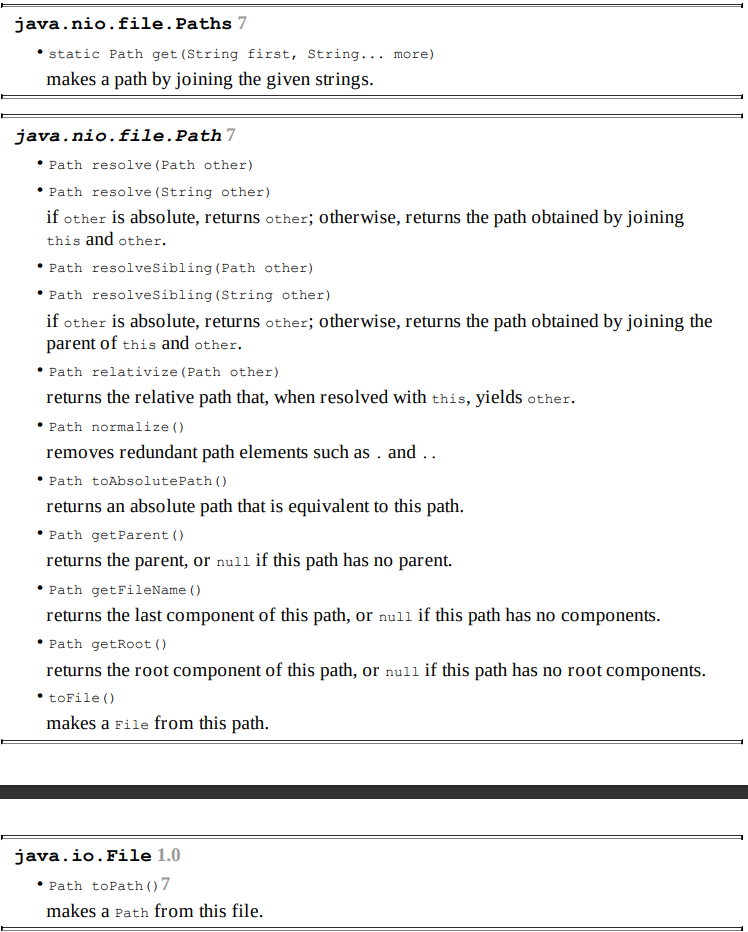 java.nio.file.Paths 7
• static Path get(String first, String... more)
makes a path by joining the given strings.
java.nio.file.Path 7
• Path resolve(Path other)
• Path resolve(String other)
if other is absolute, returns other; otherwise, returns the path obtained by joining
this and other.
• Path resolveSibling(Path other)
• Path resolveSibling(String other)
if other is absolute, returns other; otherwise, returns the path obtained by joining the
parent of this and other.
• Path relativize(Path other)
returns the relative path that, when resolved with this, yields other.
• Path normalize()
removes redundant path elements such as . and ..
• Path toAbsolutePath()
returns an absolute path that is equivalent to this path.
• Path getParent()
returns the parent, or null if this path has no parent.
• Path getFileName()
returns the last component of this path, or null if this path has no components.
• Path getRoot()
returns the root component of this path, or null if this path has no root components.
• toFile()
makes a File from this path.
java.io.File 1.0
• Path toPath() 7
makes a Path from this file.